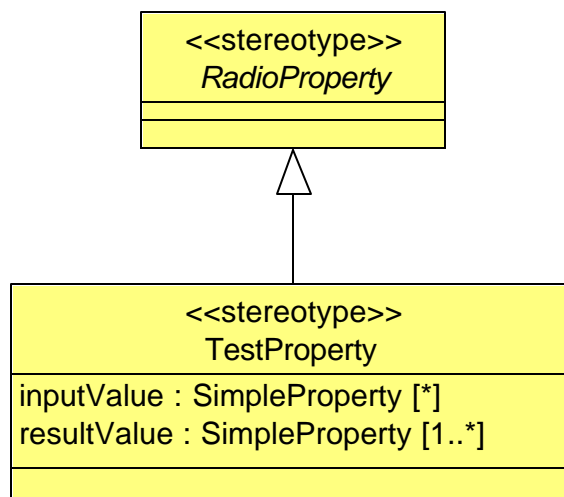 <<stereotype>>
RadioProperty
<<stereotype>>
TestProperty
inputValue : SimpleProperty [*]
resultValue : SimpleProperty [1..*]